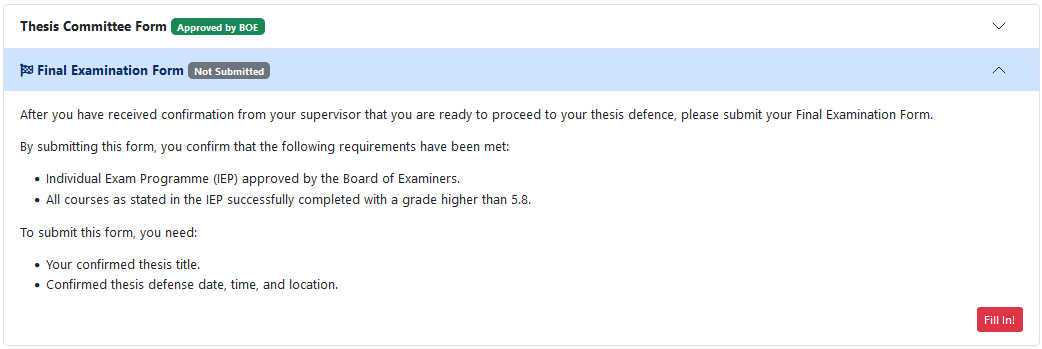 Thesis Committee Form Approved by BOE
Final Examination Form Not Submitted
After you have received confirmation from your supervisor that you are ready to proceed to your thesis defence, please submit your Final Examination Form.
By submitting this form, you confirm that the following requirements have been met:
• Individual Exam Programme (IEP) approved by the Board of Examiners.
• All courses as stated in the IEP successfully completed with a grade higher than 5.8.
To submit this form, you need:
• Your confirmed thesis title.
• Confirmed thesis defense date, time, and location.
Fill In!